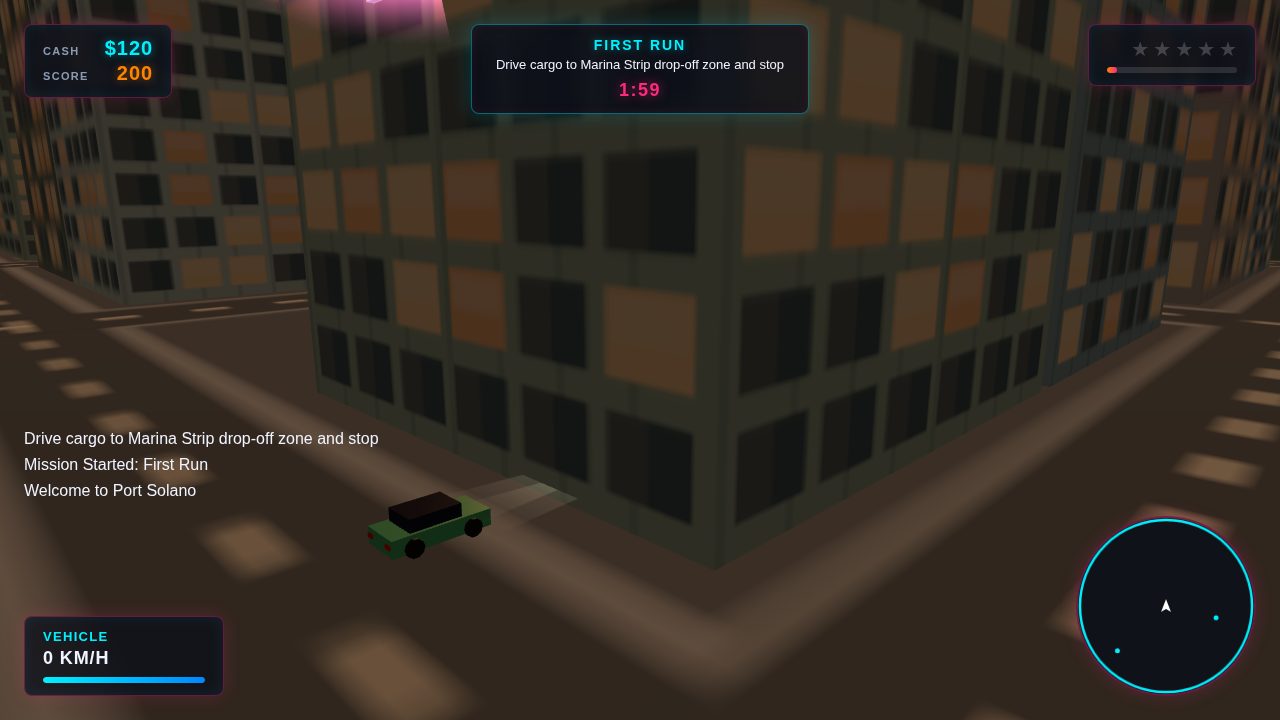 CASH $120
SCORE 200
FIRST RUN
Drive cargo to Marina Strip drop-off zone and stop
1:59
★★★★★
Drive cargo to Marina Strip drop-off zone and stop
Mission Started: First Run
Welcome to Port Solano
VEHICLE
0 KM/H